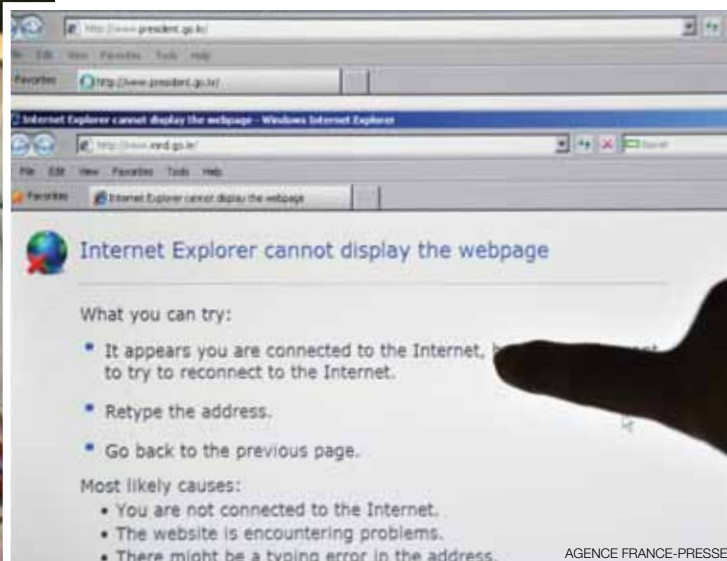 http://www.president.go.kr/
File Edit View Favorites Tools Help
Favorites http://www.president.go.kr/
Internet Explorer cannot display the webpage - Windows Internet Explorer
http://www.mnd.go.kr/
File Edit View Favorites Tools Help
Favorites Internet Explorer cannot display the webpage
Internet Explorer cannot display the webpage
What you can try:
It appears you are connected to the Internet,
to try to reconnect to the Internet.
Retype the address.
Go back to the previous page.
Most likely causes:
• You are not connected to the Internet.
• The website is encountering problems.
• There might be a typing error in the address.
AGENCE FRANCE-PRESSE